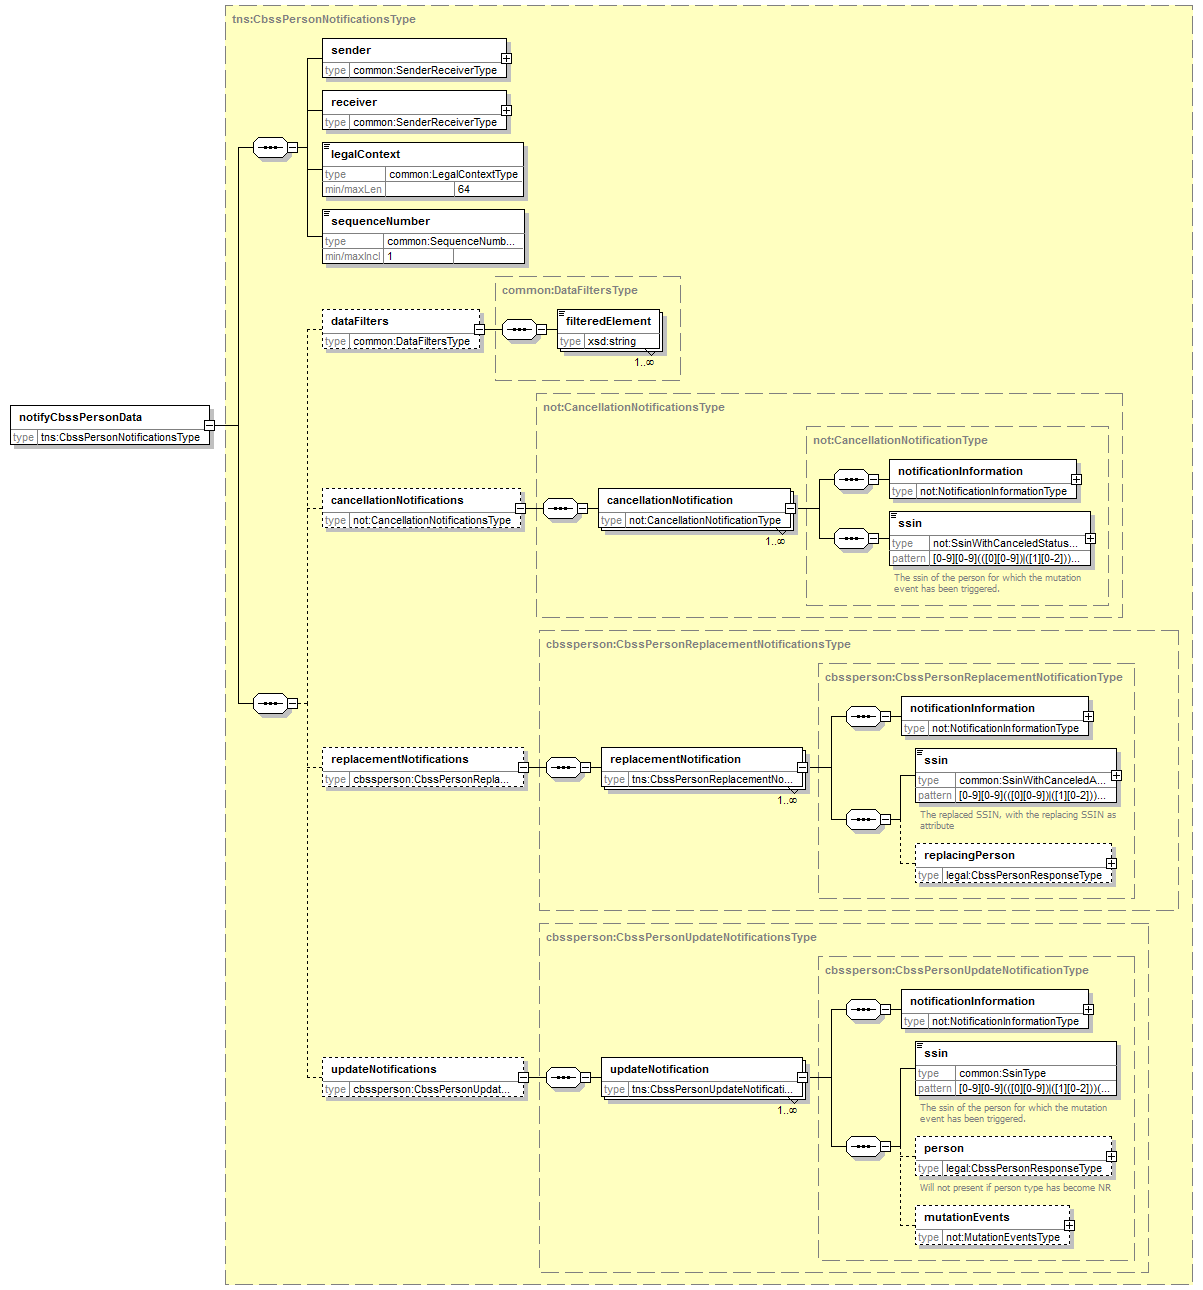 tns:CbssPersonNotificationsType
sender
type common:SenderReceiverType
receiver
type common:SenderReceiverType
legalContext
type common:LegalContextType
min/maxLen 64
sequenceNumber
type common:SequenceNumb...
min/maxIncl 1
common:DataFiltersType
dataFilters
type common:DataFiltersType
filteredElement
type xsd:string
1..∞
notifyCbssPersonData
type tns:CbssPersonNotificationsType
not:CancellationNotificationsType
not:CancellationNotificationType
cancellationNotifications
type not:CancellationNotificationsType
cancellationNotification
type not:CancellationNotificationType
1..∞
notificationInformation
type not:NotificationInformationType
ssin
type not:SsinWithCanceledStatus...
pattern [0-9][0-9](([0][0-9])|([1][0-2]))...
The ssin of the person for which the mutation
event has been triggered.
cbssperson:CbssPersonReplacementNotificationsType
cbssperson:CbssPersonReplacementNotificationType
replacementNotifications
type cbssperson:CbssPersonRepla...
replacementNotification
type tns:CbssPersonReplacementNo...
1..∞
notificationInformation
type not:NotificationInformationType
ssin
type common:SsinWithCanceledA...
pattern [0-9][0-9](([0][0-9])|([1][0-2]))...
The replaced SSIN, with the replacing SSIN as
attribute
replacingPerson
type legal:CbssPersonResponseType
cbssperson:CbssPersonUpdateNotificationsType
cbssperson:CbssPersonUpdateNotificationType
updateNotifications
type cbssperson:CbssPersonUpdat...
updateNotification
type tns:CbssPersonUpdateNotificati...
1..∞
notificationInformation
type not:NotificationInformationType
ssin
type common:SsinType
pattern [0-9][0-9](([0][0-9])|([1][0-2]))(...
The ssin of the person for which the mutation
event has been triggered.
person
type legal:CbssPersonResponseType
Will not present if person type has become NR
mutationEvents
type not:MutationEventsType